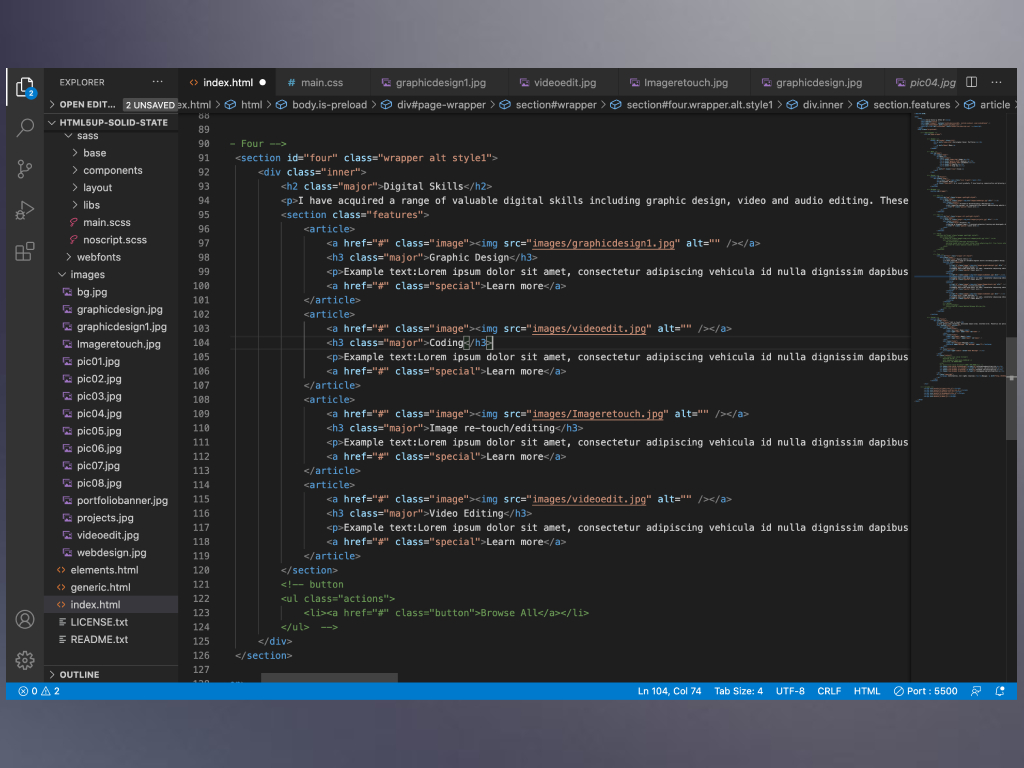 EXPLORER ...
index.html
# main.css
graphicdesign1.jpg
videoedit.jpg
Imageretouch.jpg
graphicdesign.jpg
pic04.jpg
...
2
OPEN EDIT... 2 UNSAVED
ex.html > html > body.is-preload > div#page-wrapper > section#wrapper > section#four.wrapper.alt.style1 > div.inner > section.features > article
HTML5UP-SOLID-STATE
sass
base
components
layout
libs
main.scss
noscript.scss
webfonts
images
bg.jpg
graphicdesign.jpg
graphicdesign1.jpg
Imageretouch.jpg
pic01.jpg
pic02.jpg
pic03.jpg
pic04.jpg
pic05.jpg
pic06.jpg
pic07.jpg
pic08.jpg
portfoliobanner.jpg
projects.jpg
videoedit.jpg
webdesign.jpg
elements.html
generic.html
index.html
LICENSE.txt
README.txt
OUTLINE
88
89
90 - Four -->
91 <section id="four" class="wrapper alt style1">
92 <div class="inner">
93 <h2 class="major">Digital Skills</h2>
94 <p>I have acquired a range of valuable digital skills including graphic design, video and audio editing. These
95 <section class="features">
96 <article>
97 <a href="#" class="image"><img src="images/graphicdesign1.jpg" alt="" /></a>
98 <h3 class="major">Graphic Design</h3>
99 <p>Example text:Lorem ipsum dolor sit amet, consectetur adipiscing vehicula id nulla dignissim dapibus
100 <a href="#" class="special">Learn more</a>
101 </article>
102 <article>
103 <a href="#" class="image"><img src="images/videoedit.jpg" alt="" /></a>
104 <h3 class="major">Coding</h3>
105 <p>Example text:Lorem ipsum dolor sit amet, consectetur adipiscing vehicula id nulla dignissim dapibus
106 <a href="#" class="special">Learn more</a>
107 </article>
108 <article>
109 <a href="#" class="image"><img src="images/Imageretouch.jpg" alt="" /></a>
110 <h3 class="major">Image re-touch/editing</h3>
111 <p>Example text:Lorem ipsum dolor sit amet, consectetur adipiscing vehicula id nulla dignissim dapibus
112 <a href="#" class="special">Learn more</a>
113 </article>
114 <article>
115 <a href="#" class="image"><img src="images/videoedit.jpg" alt="" /></a>
116 <h3 class="major">Video Editing</h3>
117 <p>Example text:Lorem ipsum dolor sit amet, consectetur adipiscing vehicula id nulla dignissim dapibus
118 <a href="#" class="special">Learn more</a>
119 </article>
120 </section>
121 <!-- button
122 <ul class="actions">
123 <li><a href="#" class="button">Browse All</a></li>
124 </ul> -->
125 </div>
126 </section>
127
0 2
Ln 104, Col 74 Tab Size: 4 UTF-8 CRLF HTML Port : 5500